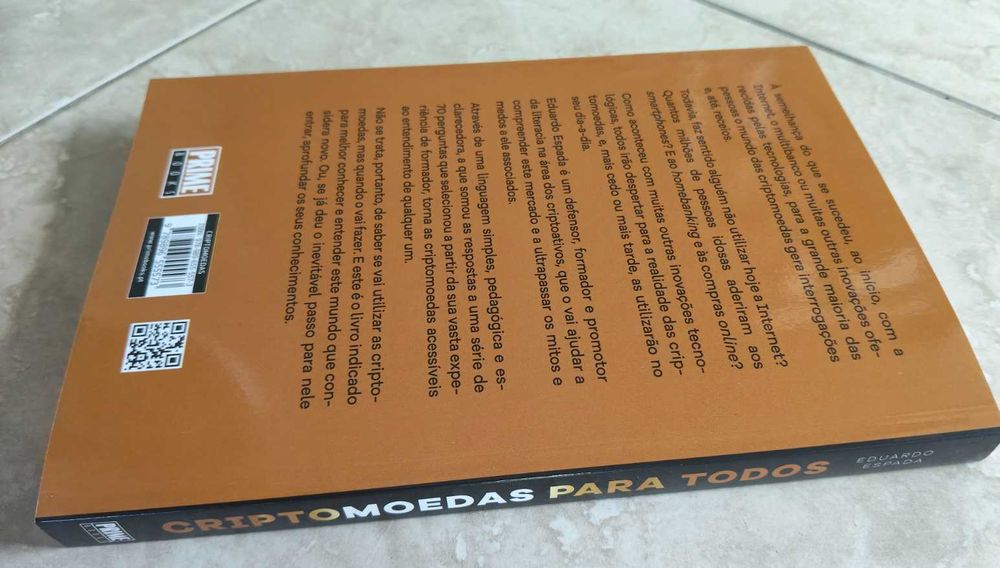 À semelhança do que se sucedeu, ao início, com a
Internet, o multibanco ou muitas outras inovações ofe-
recidas pelas tecnologias, para a grande maioria das
pessoas o mundo das criptomoedas gera interrogações
e, até, receios.
Todavia, faz sentido alguém não utilizar hoje a Internet?
Quantos milhões de pessoas idosas aderiram aos
smartphones? E ao homebanking e às compras online?
Como aconteceu com muitas outras inovações tecno-
lógicas, todos irão despertar para a realidade das crip-
tomoedas, e, mais cedo ou mais tarde, as utilizarão no
seu dia-a-dia.
Eduardo Espada é um defensor, formador e promotor
da literacia na área dos criptoativos, que o vai ajudar a
compreender este mercado e a ultrapassar os mitos e
medos a ele associados.
Através de uma linguagem simples, pedagógica e es-
clarecedora, a que somou as respostas a uma série de
70 perguntas que selecionou a partir da sua vasta expe-
riência de formador, torna as criptomoedas acessíveis
ao entendimento de qualquer um.
Não se trata, portanto, de saber se vai utilizar as cripto-
moedas, mas quando o vai fazer. E este é o livro indicado
para melhor conhecer e entender este mundo que con-
sidera novo. Ou, se já deu o inevitável passo para nele
entrar, aprofundar os seus conhecimentos.
PRIME
BOOKS
CRIPTOMOEDAS
www.primebooks.pt
PRIME
BOOKS
CRIPTOMOEDAS PARA TODOS
EDUARDO
ESPADA